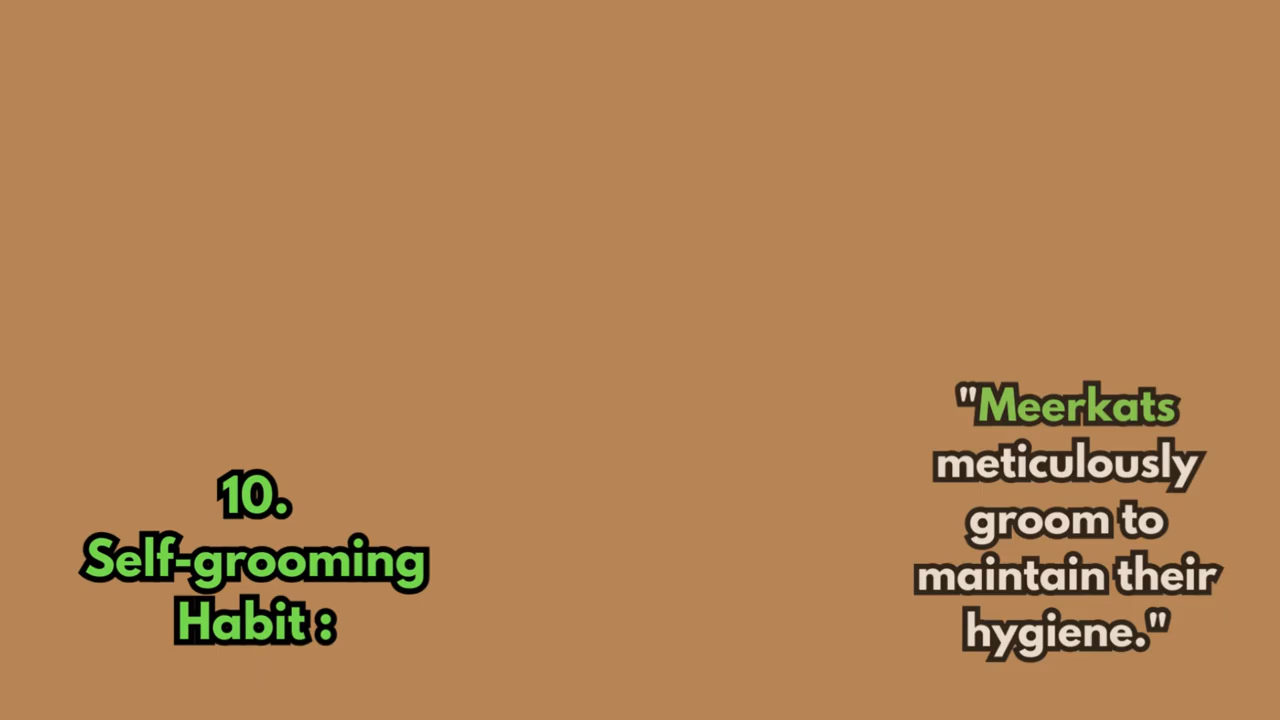 10.
Self-grooming
Habit :
"Meerkats
meticulously
groom to
maintain their
hygiene."